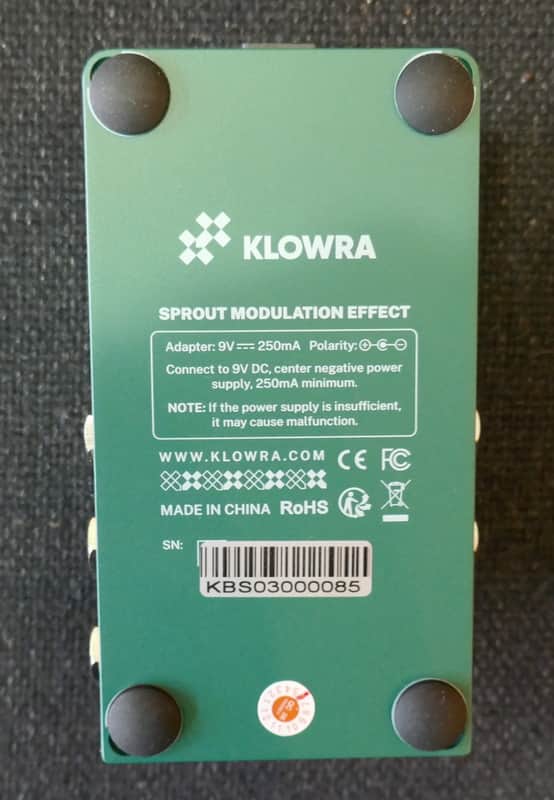 KLOWRA
SPROUT MODULATION EFFECT
Adapter: 9V⎓250mA Polarity:
Connect to 9V DC, center negative power
supply, 250mA minimum.
NOTE: If the power supply is insufficient,
it may cause malfunction.
WWW.KLOWRA.COM CE FC
MADE IN CHINA RoHS
SN:
KBS03000085